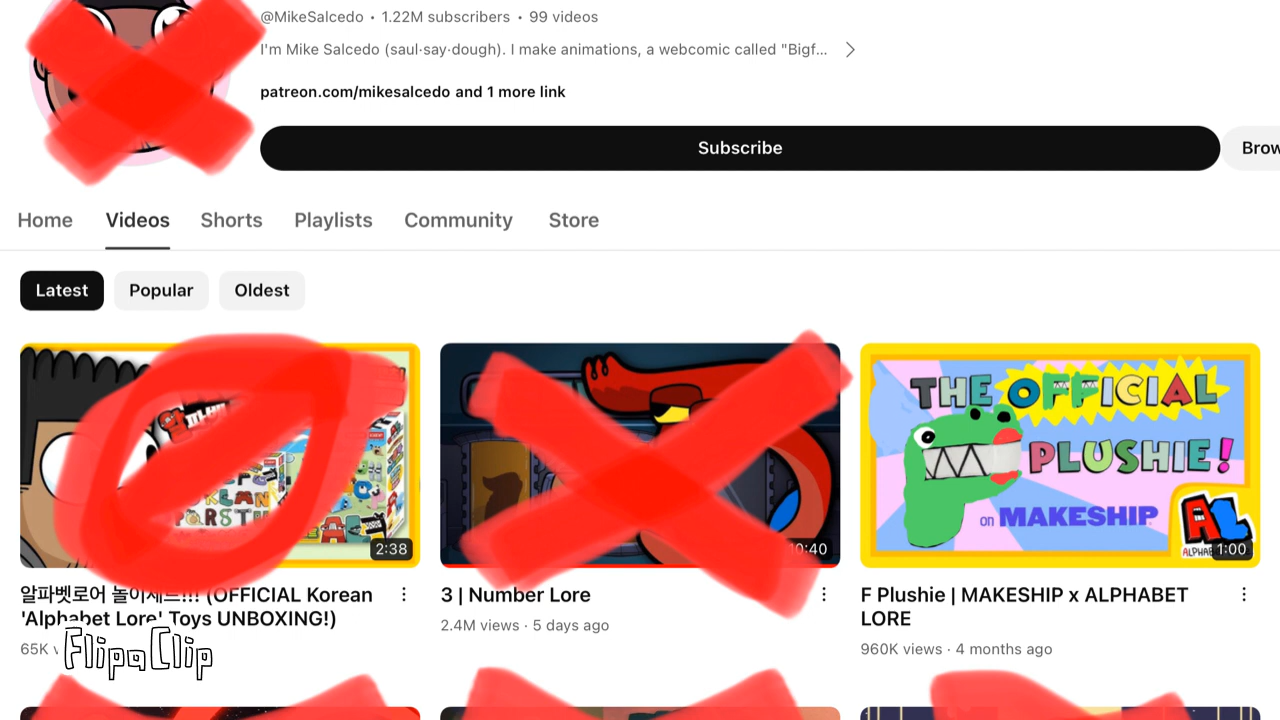 @MikeSalcedo • 1.22M subscribers • 99 videos
I'm Mike Salcedo (saul·say·dough). I make animations, a webcomic called "Bigf...
patreon.com/mikesalcedo and 1 more link
Subscribe
Home Videos Shorts Playlists Community Store
Latest Popular Oldest
THE OFFICIAL
PLUSHIE!
on MAKESHIP
AL
2:38
10:40
1:00
알파벳로어 놀이세트!!! (OFFICIAL Korean
'Alphabet Lore' Toys UNBOXING!)
65K
3 | Number Lore
2.4M views · 5 days ago
F Plushie | MAKESHIP x ALPHABET
LORE
960K views · 4 months ago
FlipaClip